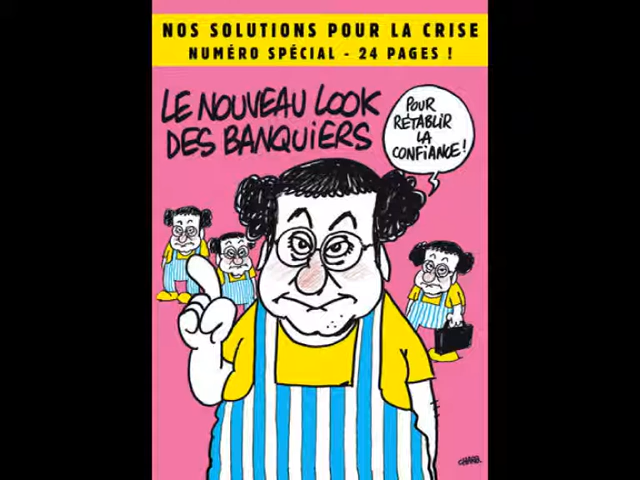 NOS SOLUTIONS POUR LA CRISE
NUMÉRO SPÉCIAL - 24 PAGES !
LE NOUVEAU LOOK
DES BANQUIERS
POUR
RÉTABLIR
LA
CONFIANCE !
CHARB.